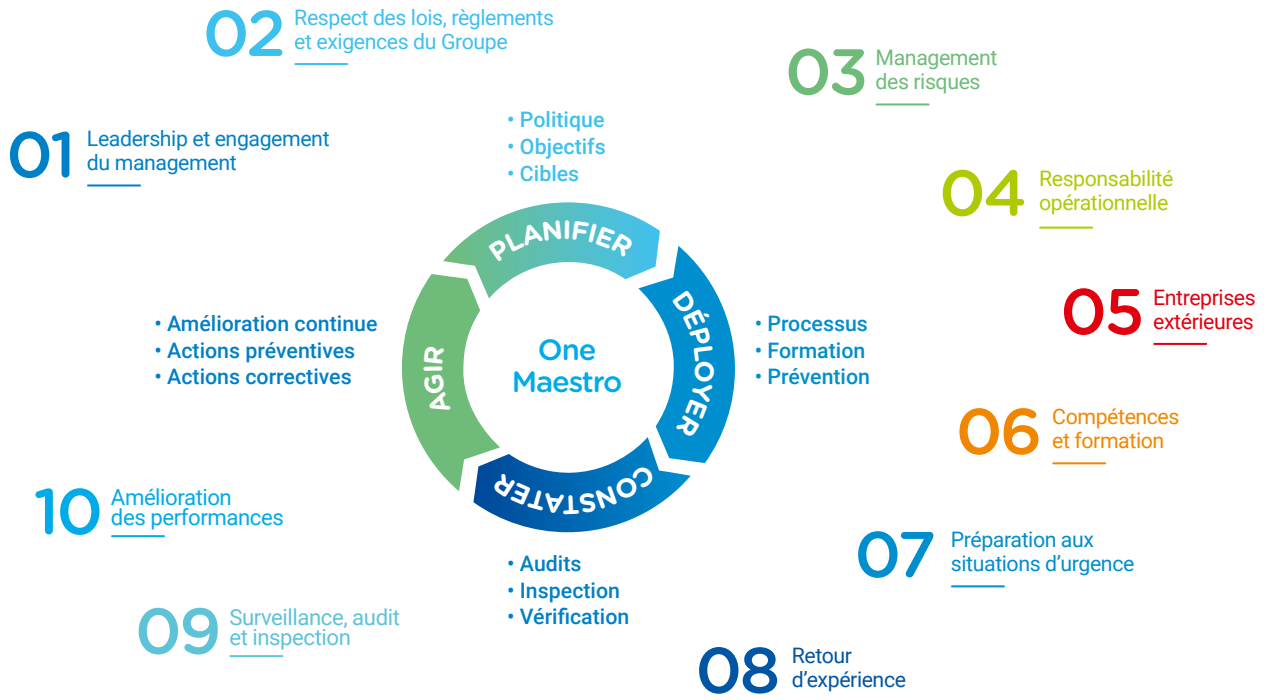 01
Leadership et engagement
du management
02
Respect des lois, règlements
et exigences du Groupe
03
Management
des risques
04
Responsabilité
opérationnelle
05
Entreprises
extérieures
06
Compétences
et formation
07
Préparation aux
situations d’urgence
08
Retour
d’expérience
09
Surveillance, audit
et inspection
10
Amélioration
des performances
• Politique
• Objectifs
• Cibles
PLANIFIER
DÉPLOYER
• Processus
• Formation
• Prévention
CONSTATER
• Audits
• Inspection
• Vérification
AGIR
• Amélioration continue
• Actions préventives
• Actions correctives
One
Maestro